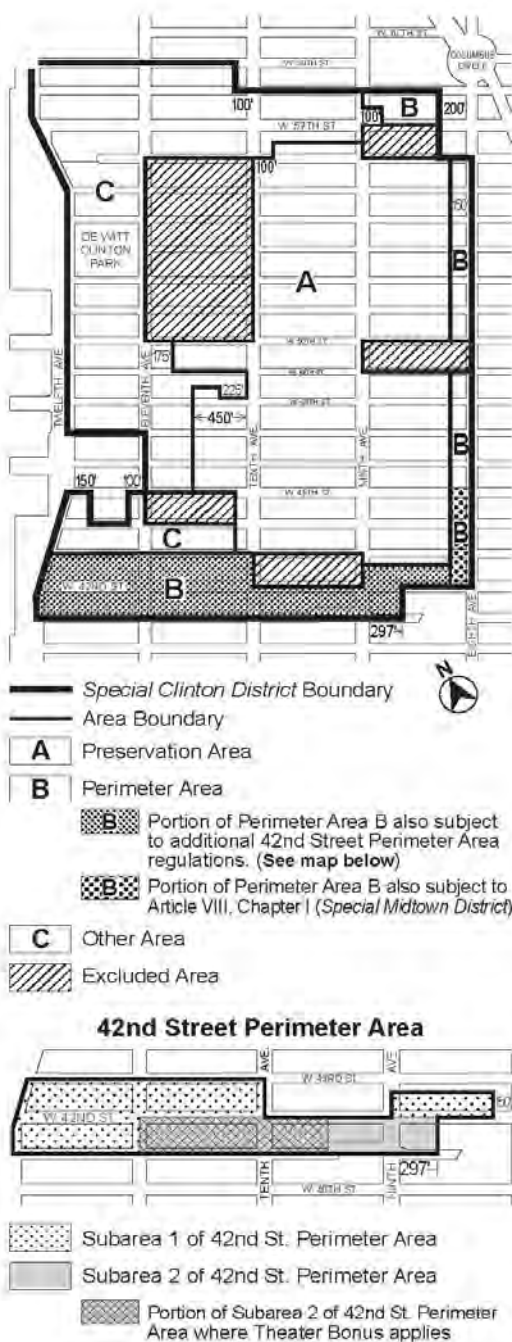 COLUMBUS
CIRCLE
100'
100'
B
200'
W 57TH ST
100'
C
150'
DE WITT
CLINTON
PARK
A
B
W 50TH ST
175'
TWELFTH AVE
ELEVENTH AVE
225'
450'
TENTH AVE
NINTH AVE
B
150'
100'
W 45TH ST
C
B
W 42ND ST
B
EIGHTH AVE
297'
N
Special Clinton District Boundary
Area Boundary
A Preservation Area
B Perimeter Area
B Portion of Perimeter Area B also subject
to additional 42nd Street Perimeter Area
regulations. (See map below)
B Portion of Perimeter Area B also subject to
Article VIII, Chapter I (Special Midtown District)
C Other Area
Excluded Area
42nd Street Perimeter Area
AVE
AVE
W 43RD ST
W 42ND ST
50'
297'
TENTH
NINTH
W 40TH ST
Subarea 1 of 42nd St. Perimeter Area
Subarea 2 of 42nd St. Perimeter Area
Portion of Subarea 2 of 42nd St. Perimeter
Area where Theater Bonus applies